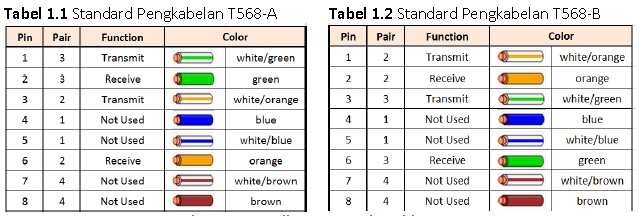 Tabel 1.1 Standard Pengkabelan T568-A
Pin Pair Function Color
1 3 Transmit white/green
2 3 Receive green
3 2 Transmit white/orange
4 1 Not Used blue
5 1 Not Used white/blue
6 2 Receive orange
7 4 Not Used white/brown
8 4 Not Used brown
Tabel 1.2 Standard Pengkabelan T568-B
Pin Pair Function Color
1 2 Transmit white/orange
2 2 Receive orange
3 3 Transmit white/green
4 1 Not Used blue
5 1 Not Used white/blue
6 3 Receive green
7 4 Not Used white/brown
8 4 Not Used brown